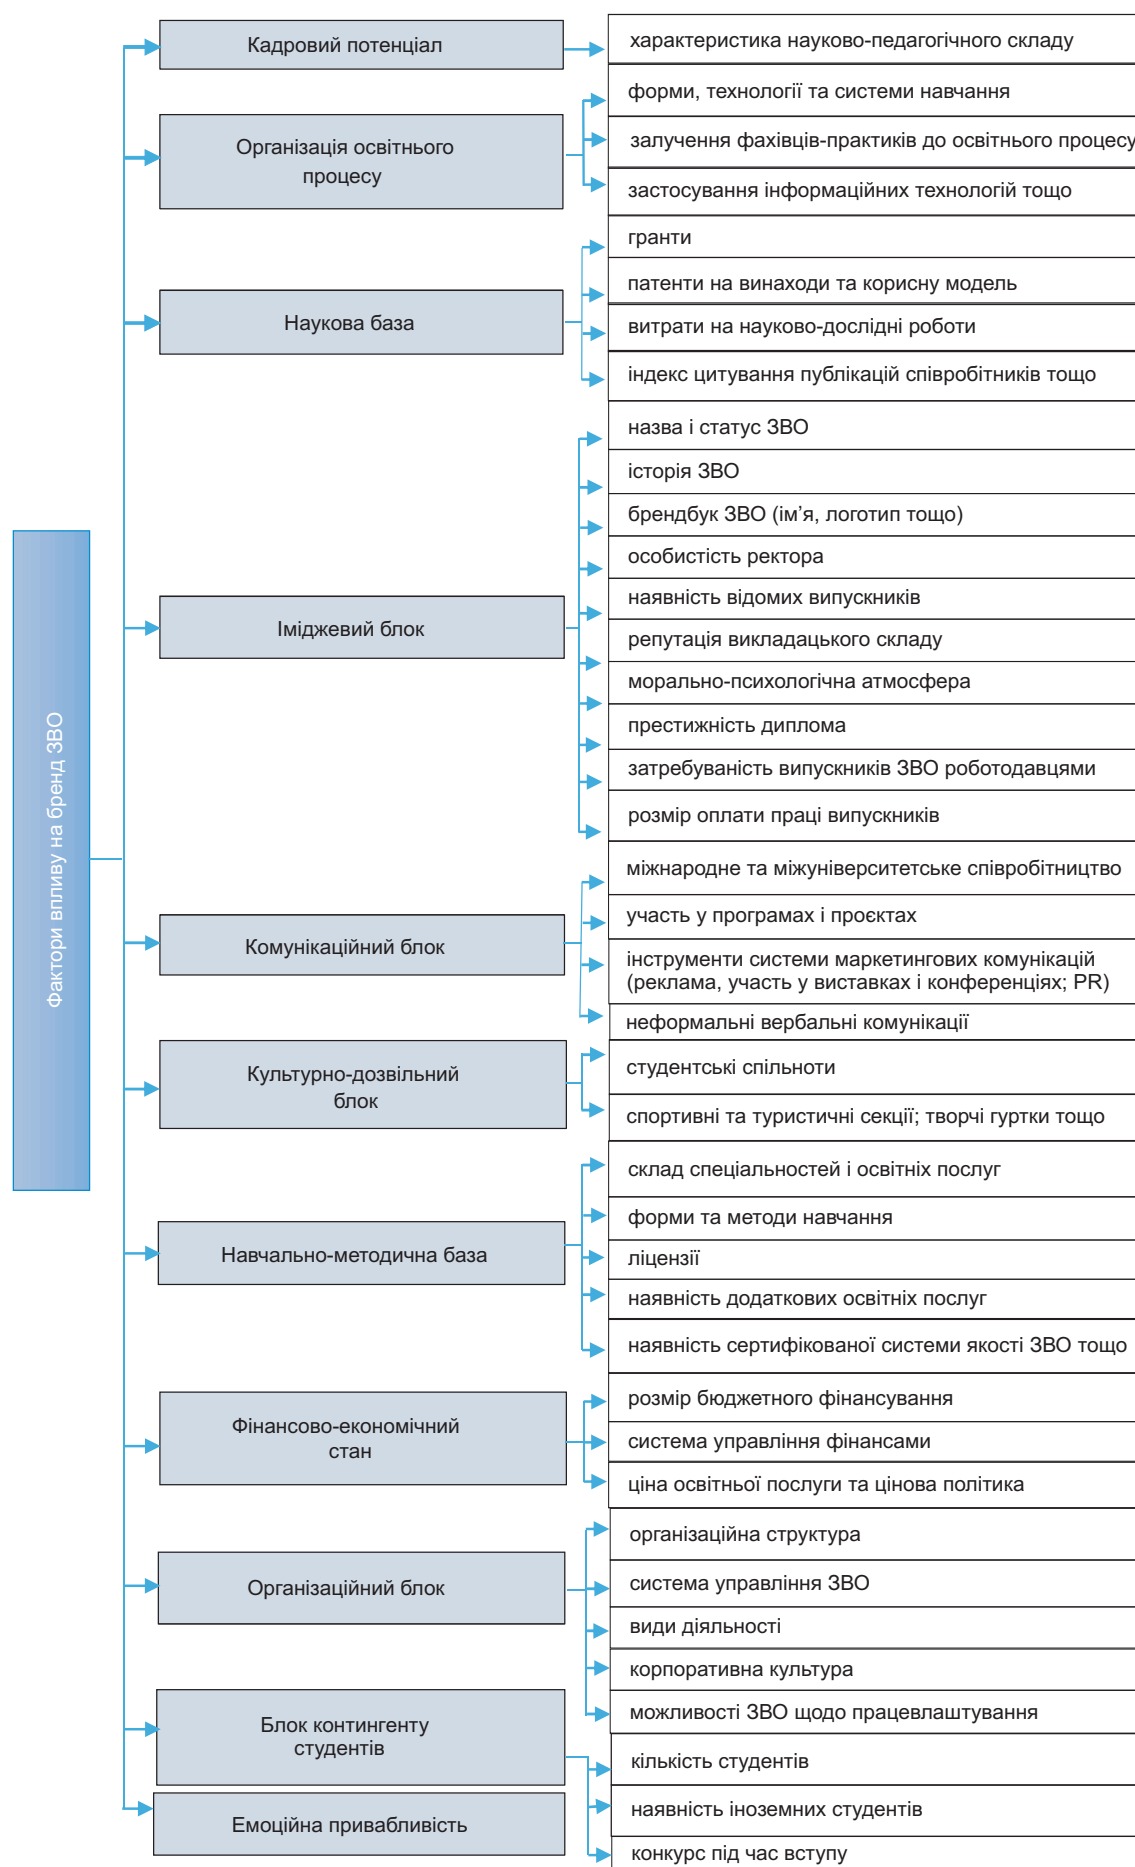 Фактори впливу на бренд ЗВО
Кадровий потенціал
характеристика науково-педагогічного складу
Організація освітнього
процесу
форми, технології та системи навчання
залучення фахівців-практиків до освітнього процесу
застосування інформаційних технологій тощо
Наукова база
гранти
патенти на винаходи та корисну модель
витрати на науково-дослідні роботи
індекс цитування публікацій співробітників тощо
Іміджевий блок
назва і статус ЗВО
історія ЗВО
брендбук ЗВО (ім’я, логотип тощо)
особистість ректора
наявність відомих випускників
репутація викладацького складу
морально-психологічна атмосфера
престижність диплома
затребуваність випускників ЗВО роботодавцями
розмір оплати праці випускників
Комунікаційний блок
міжнародне та міжуніверситетське співробітництво
участь у програмах і проєктах
інструменти системи маркетингових комунікацій
(реклама, участь у виставках і конференціях; PR)
неформальні вербальні комунікації
Культурно-дозвільний
блок
студентські спільноти
спортивні та туристичні секції; творчі гуртки тощо
Навчально-методична база
склад спеціальностей і освітніх послуг
форми та методи навчання
ліцензії
наявність додаткових освітніх послуг
наявність сертифікованої системи якості ЗВО тощо
Фінансово-економічний
стан
розмір бюджетного фінансування
система управління фінансами
ціна освітньої послуги та цінова політика
Організаційний блок
організаційна структура
система управління ЗВО
види діяльності
корпоративна культура
можливості ЗВО щодо працевлаштування
Блок контингенту
студентів
кількість студентів
наявність іноземних студентів
конкурс під час вступу
Емоційна привабливість